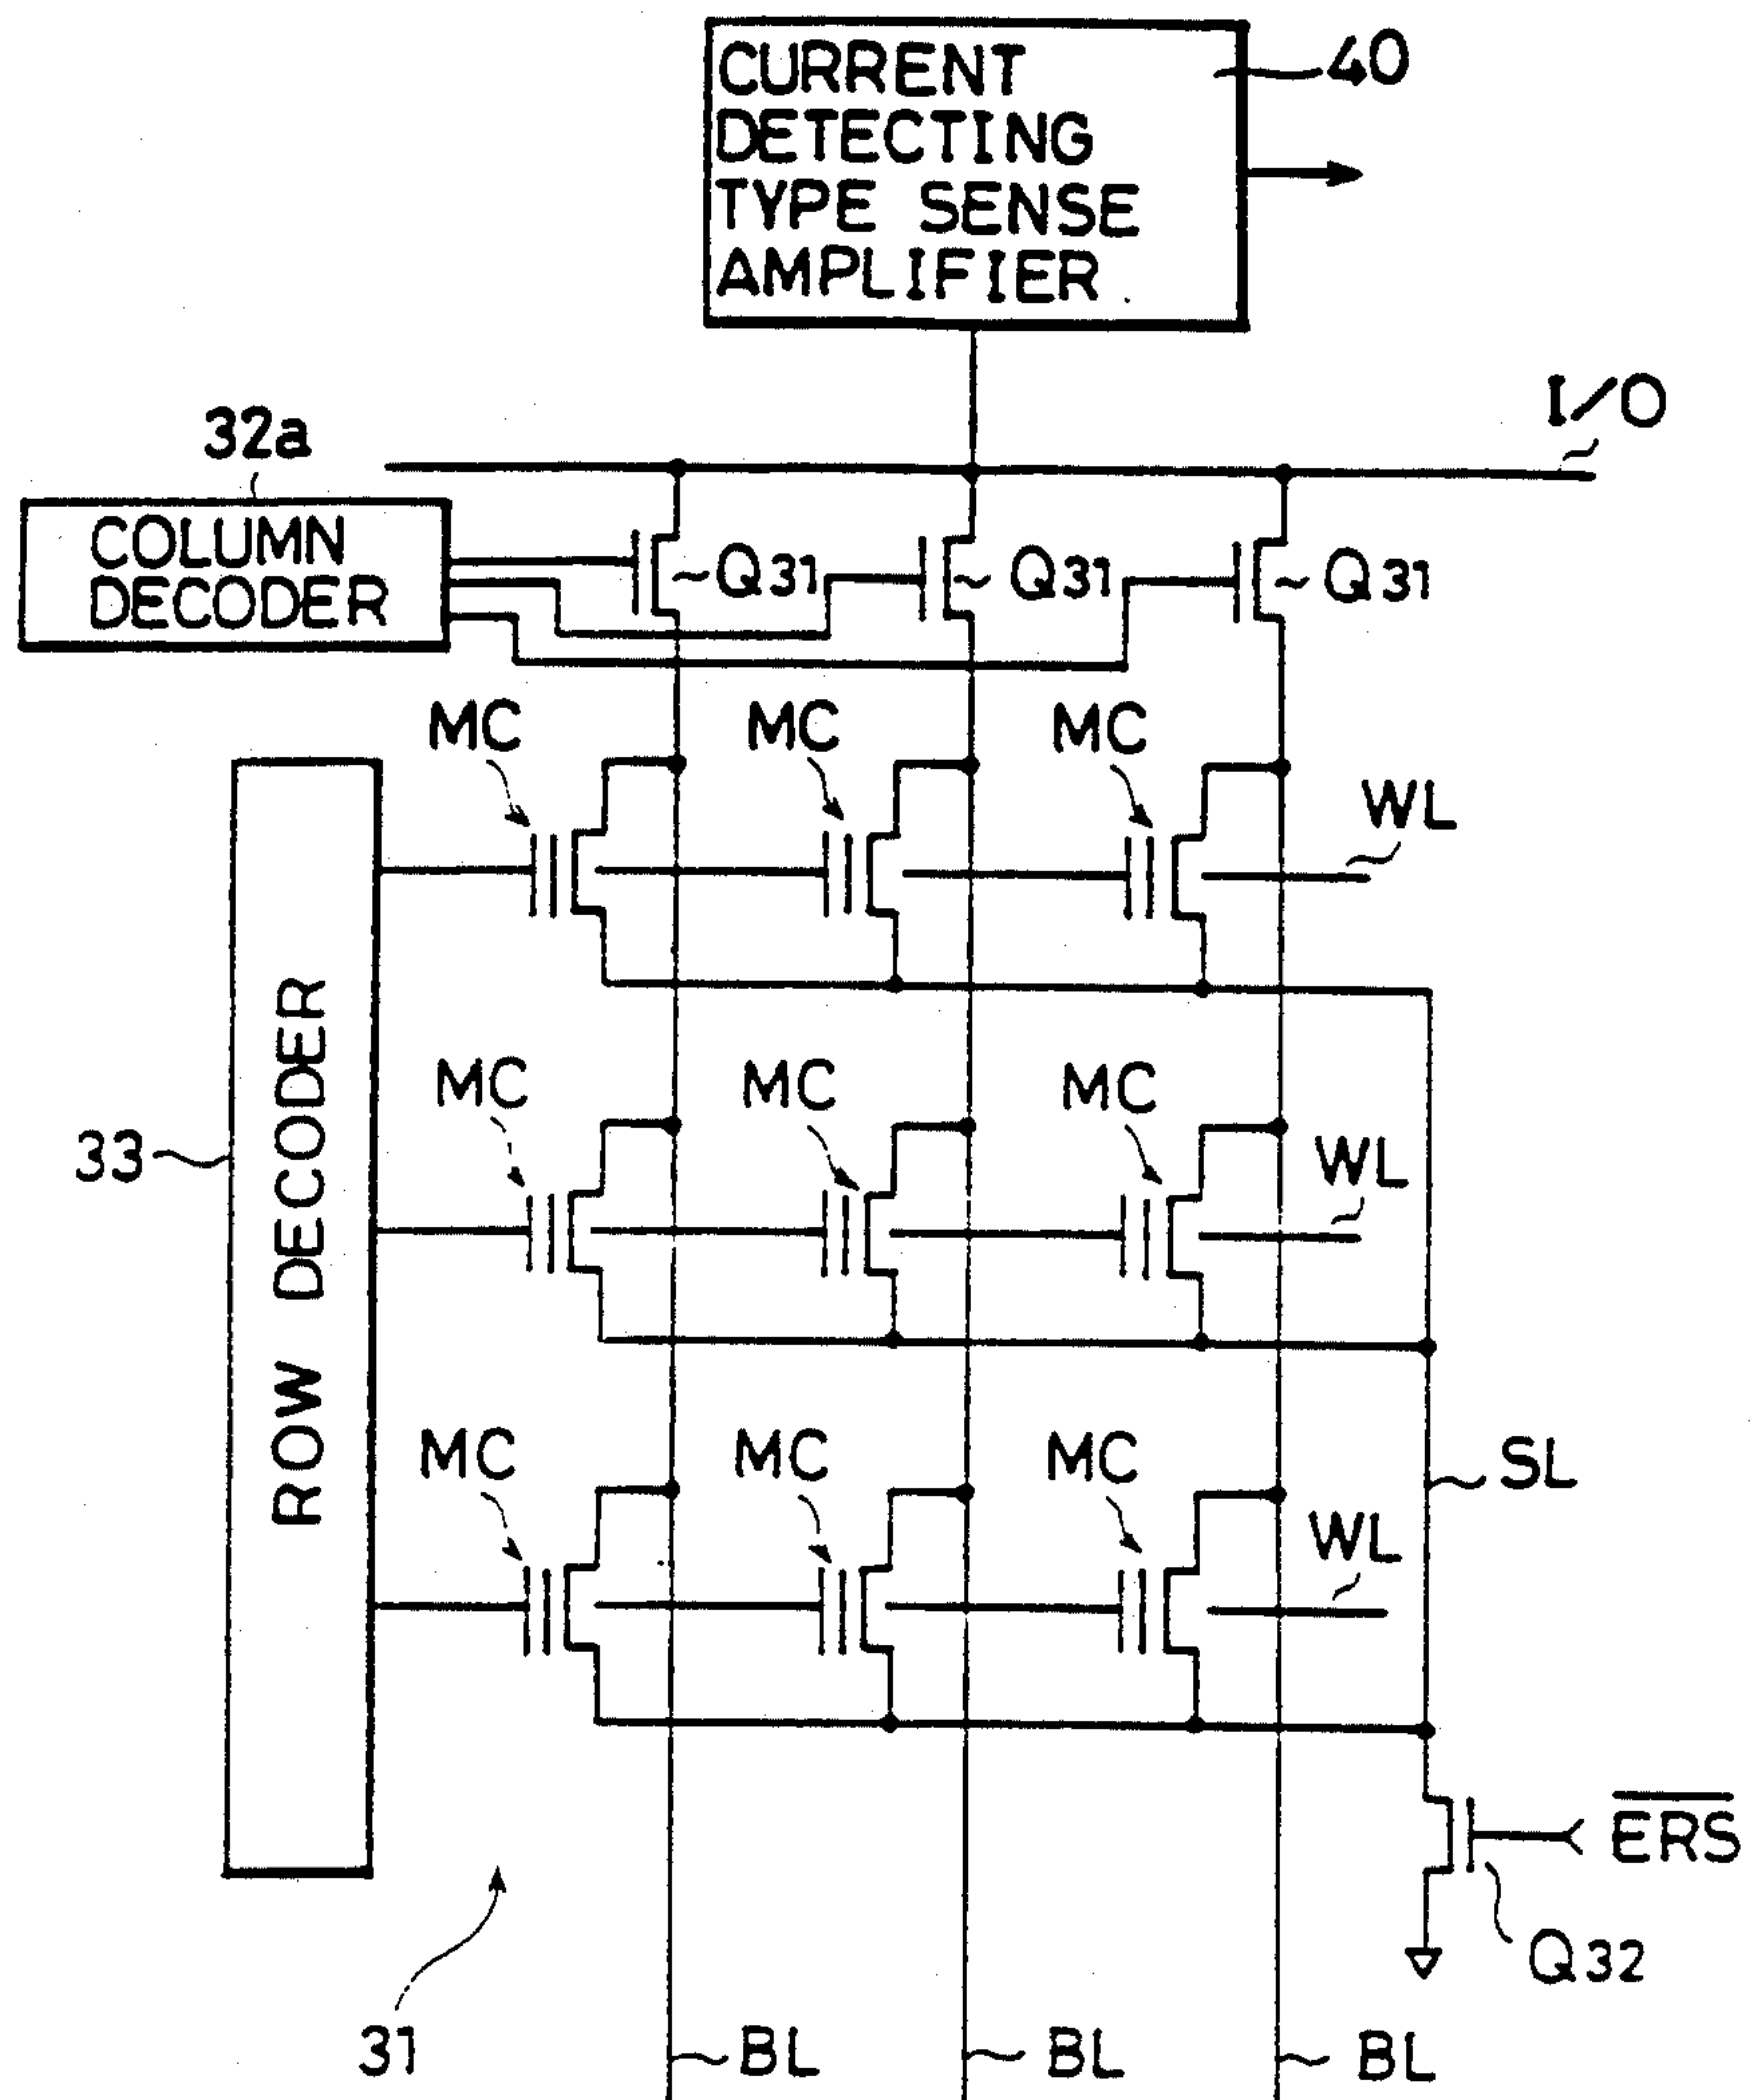 CURRENT
DETECTING
TYPE SENSE
AMPLIFIER
40
I/O
32a
COLUMN
DECODER
Q31
Q31
Q31
MC
MC
MC
WL
ROW DECODER
33
MC
MC
MC
WL
MC
MC
MC
SL
WL
E̅R̅S̅
Q32
31
BL
BL
BL